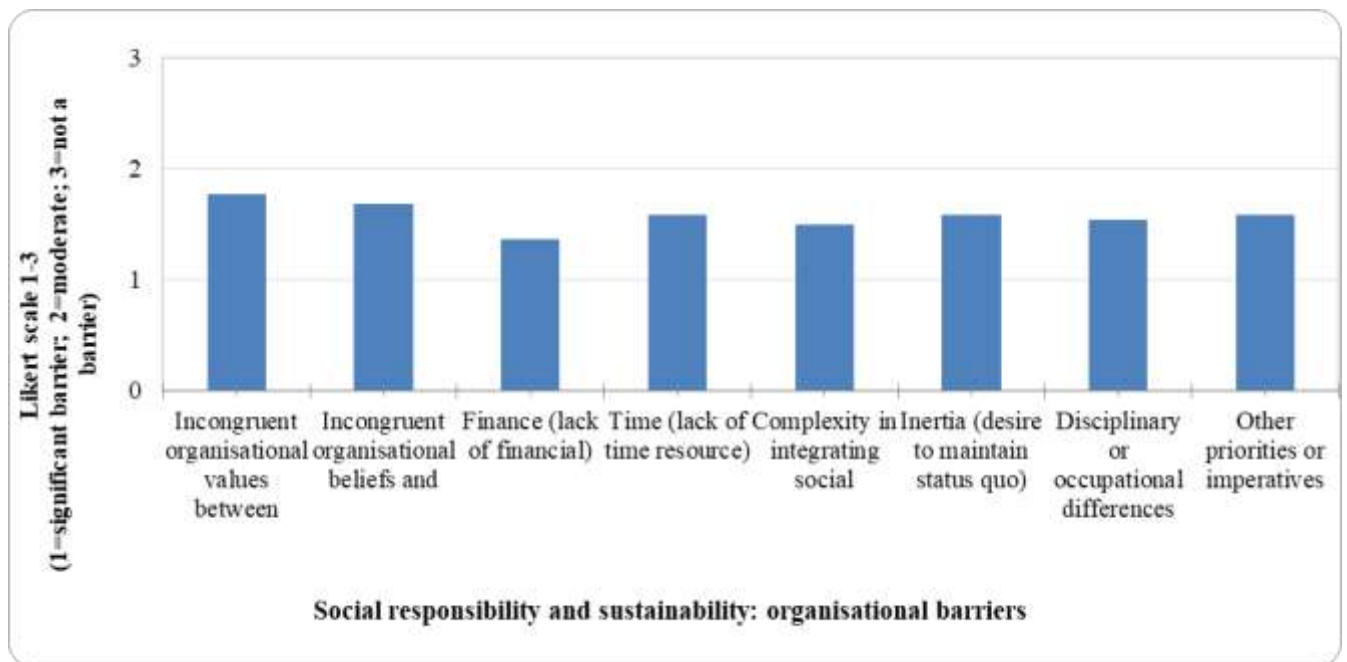 Likert scale 1-3
(1=significant barrier; 2=moderate; 3=not a
barrier)
3
2
1
0
Incongruent
organisational
values
between
Incongruent
organisational
beliefs and
Finance (lack
of financial)
Time (lack of
time resource)
Complexity in
integrating
social
Inertia (desire
to maintain
status quo)
Disciplinary
or
occupational
differences
Other
priorities or
imperatives
Social responsibility and sustainability: organisational barriers